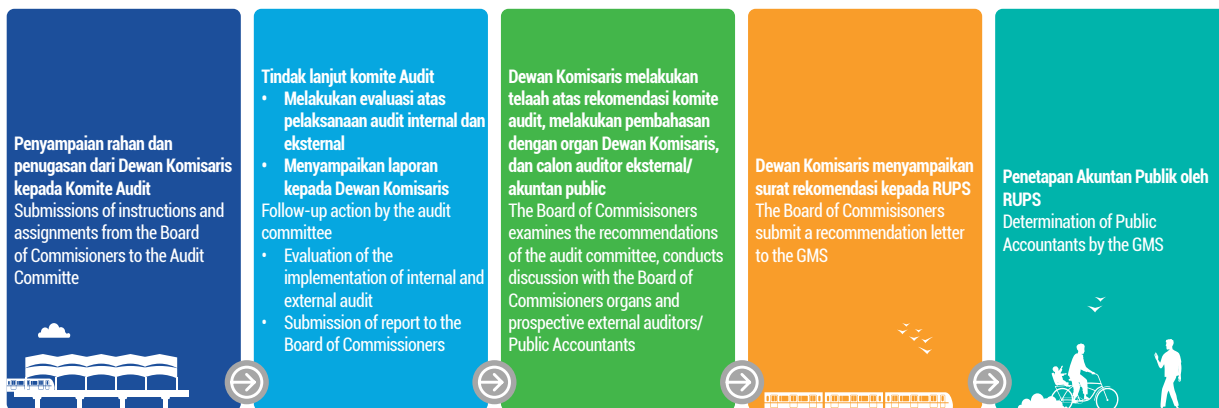 Penyampaian rahan dan
penugasan dari Dewan Komisaris
kepada Komite Audit
Submissions of instructions and
assignments from the Board
of Commisioners to the Audit
Committe
Tindak lanjut komite Audit
• Melakukan evaluasi atas
pelaksanaan audit internal dan
eksternal
• Menyampaikan laporan
kepada Dewan Komisaris
Follow-up action by the audit
committee
• Evaluation of the
implementation of internal and
external audit
• Submission of report to the
Board of Commissioners
Dewan Komisaris melakukan
telaah atas rekomendasi komite
audit, melakukan pembahasan
dengan organ Dewan Komisaris,
dan calon auditor eksternal/
akuntan public
The Board of Commisisoners
examines the recommendations
of the audit committee, conducts
discussion with the Board of
Commisioners organs and
prospective external auditors/
Public Accountants
Dewan Komisaris menyampaikan
surat rekomendasi kepada RUPS
The Board of Commisisoners
submit a recommendation letter
to the GMS
Penetapan Akuntan Publik oleh
RUPS
Determination of Public
Accountants by the GMS